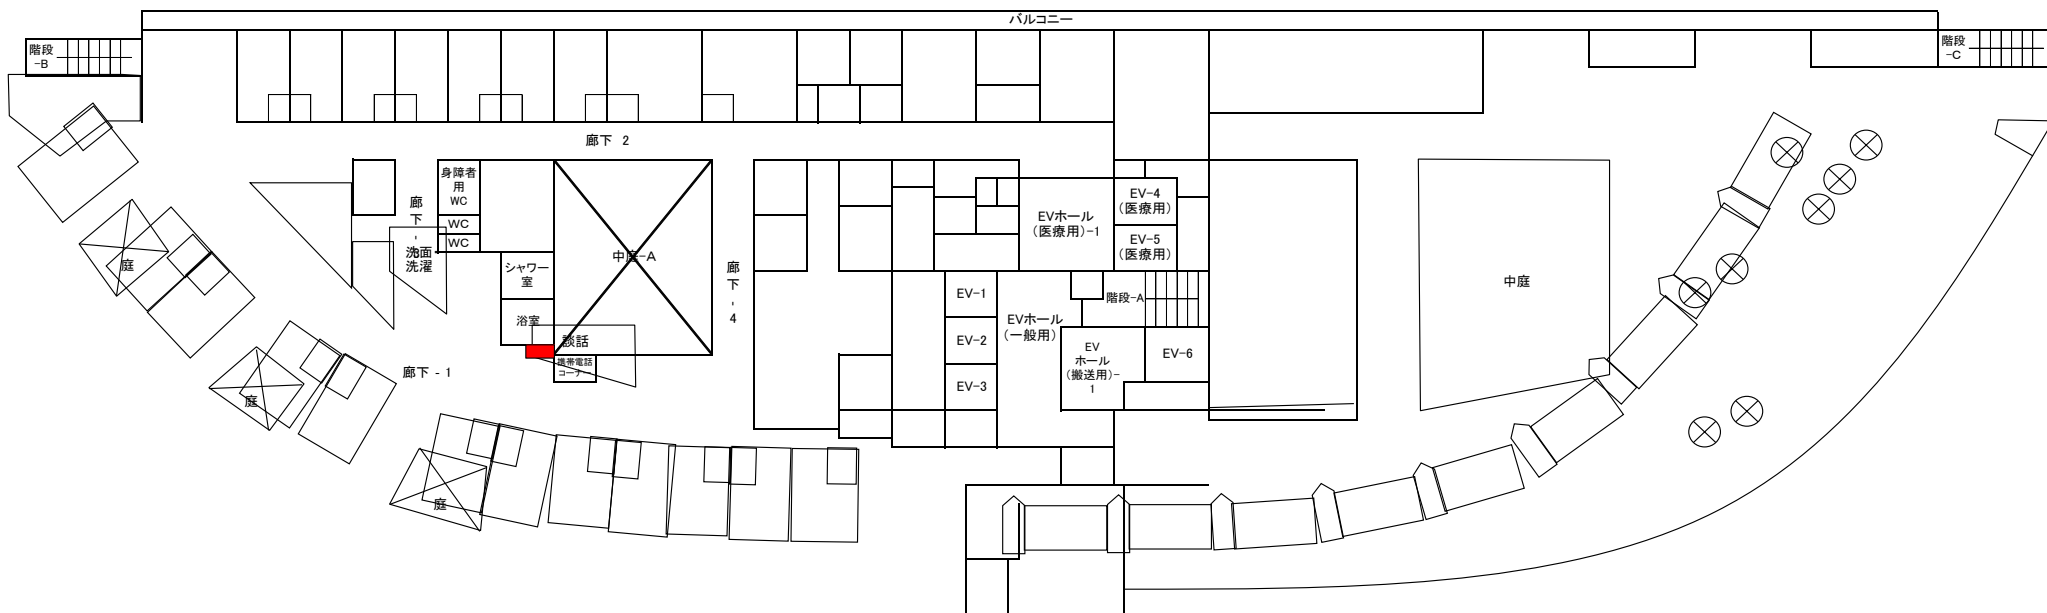 バルコニー
階段
-B
階段
-C
廊下 2
身障者
用
WC
WC
WC
廊
下
-
洗面
洗濯
シャワー
室
浴室
中庭-A
談話
携帯電話
コーナー
廊
下
-
4
廊下 - 1
庭
庭
庭
EVホール
(医療用)-1
EV-4
(医療用)
EV-5
(医療用)
EV-1
EV-2
EV-3
EVホール
(一般用)
階段-A
EV
ホール
(搬送用)-
1
EV-6
中庭